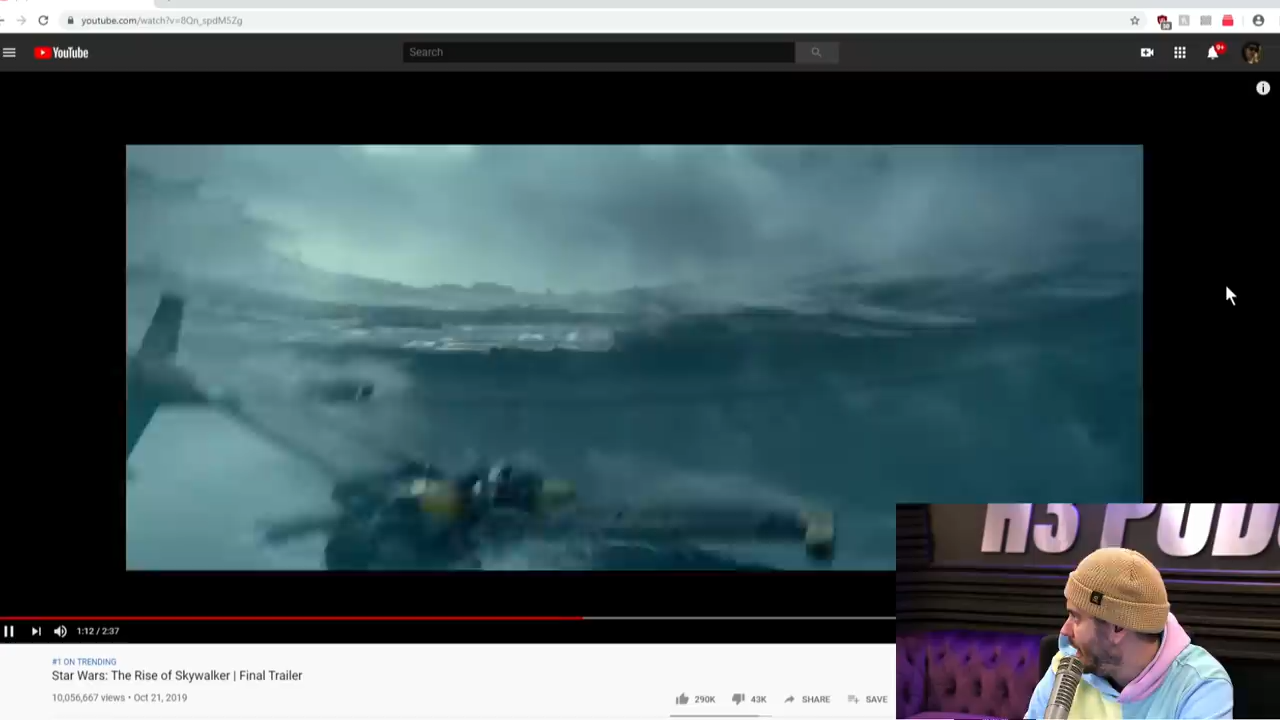 youtube.com/watch?v=8Qn_spdM5Zg
YouTube
Search
9+
1:12 / 2:37
#1 ON TRENDING
Star Wars: The Rise of Skywalker | Final Trailer
10,056,667 views • Oct 21, 2019
290K
43K
SHARE
SAVE
H3 POD